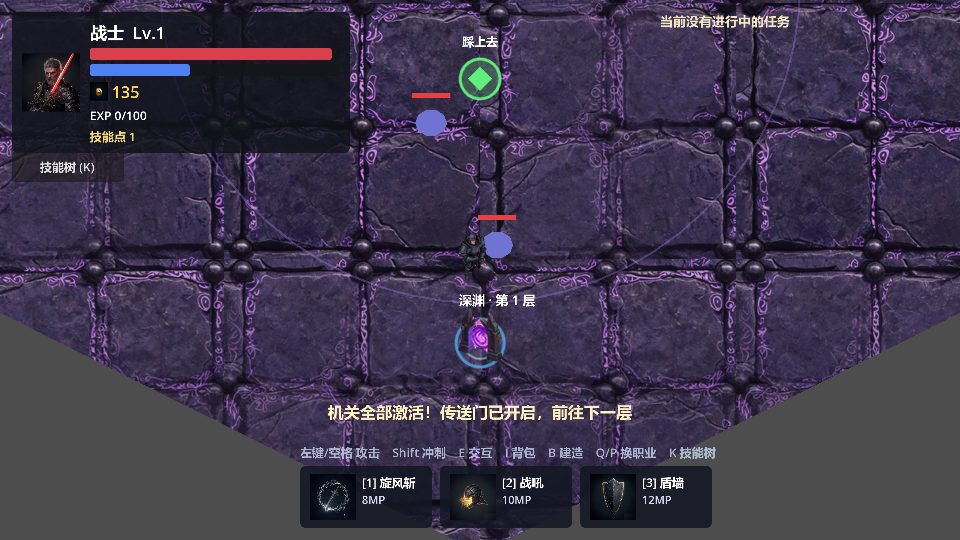 战士 Lv.1
135
EXP 0/100
技能点 1
技能树 (K)
当前没有进行中的任务
踩上去
深渊 · 第 1 层
机关全部激活！传送门已开启，前往下一层
左键/空格 攻击 Shift 冲刺 E 交互 I 背包 B 建造 Q/P 换职业 K 技能树
[1] 旋风斩
8MP
[2] 战吼
10MP
[3] 盾墙
12MP